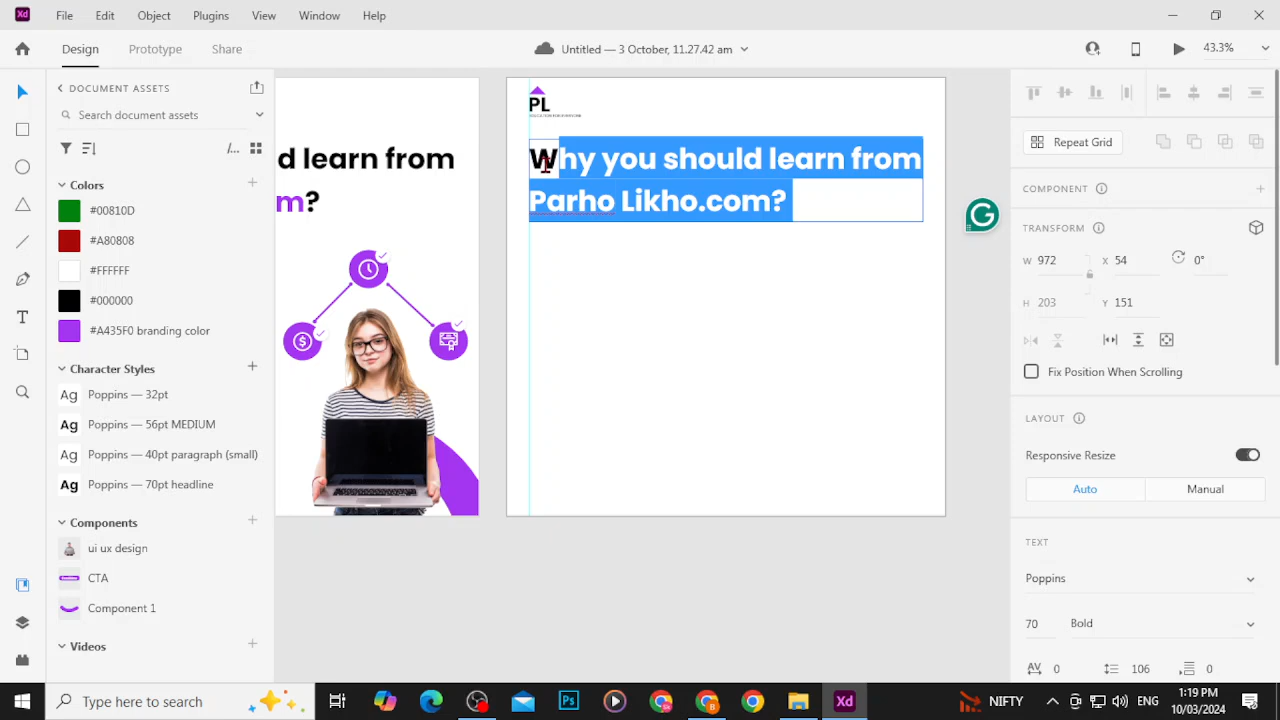 Xd File Edit Object Plugins View Window Help
Design Prototype Share
Untitled — 3 October, 11.27.42 am
43.3%
DOCUMENT ASSETS
Search document assets
Colors
#00810D
#A80808
#FFFFFF
#000000
#A435F0 branding color
Character Styles
Ag Poppins — 32pt
Ag Poppins — 56pt MEDIUM
Ag Poppins — 40pt paragraph (small)
Ag Poppins — 70pt headline
Components
ui ux design
CTA
Component 1
Videos
d learn from
m?
PL
Why you should learn from
Parho Likho.com?
Repeat Grid
COMPONENT
TRANSFORM
W 972 X 54 0°
H 203 Y 151
Fix Position When Scrolling
LAYOUT
Responsive Resize
Auto Manual
TEXT
Poppins
70 Bold
AV 0 106 0
Type here to search
Ps
Xd
NIFTY
ENG
1:19 PM
10/03/2024